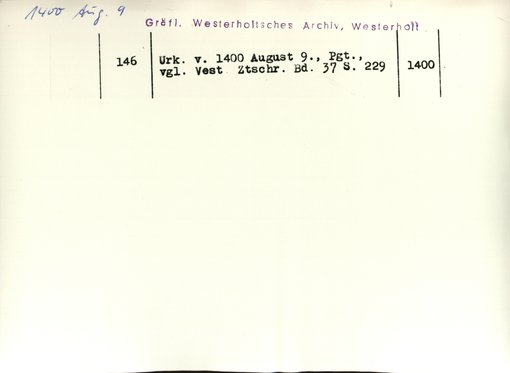 1400 Aug. 9
Gräfl. Westerholtsches Archiv, Westerholt
146 Urk. v. 1400 August 9., Pgt., 1400
vgl. Vest Ztschr. Bd. 37 S. 229